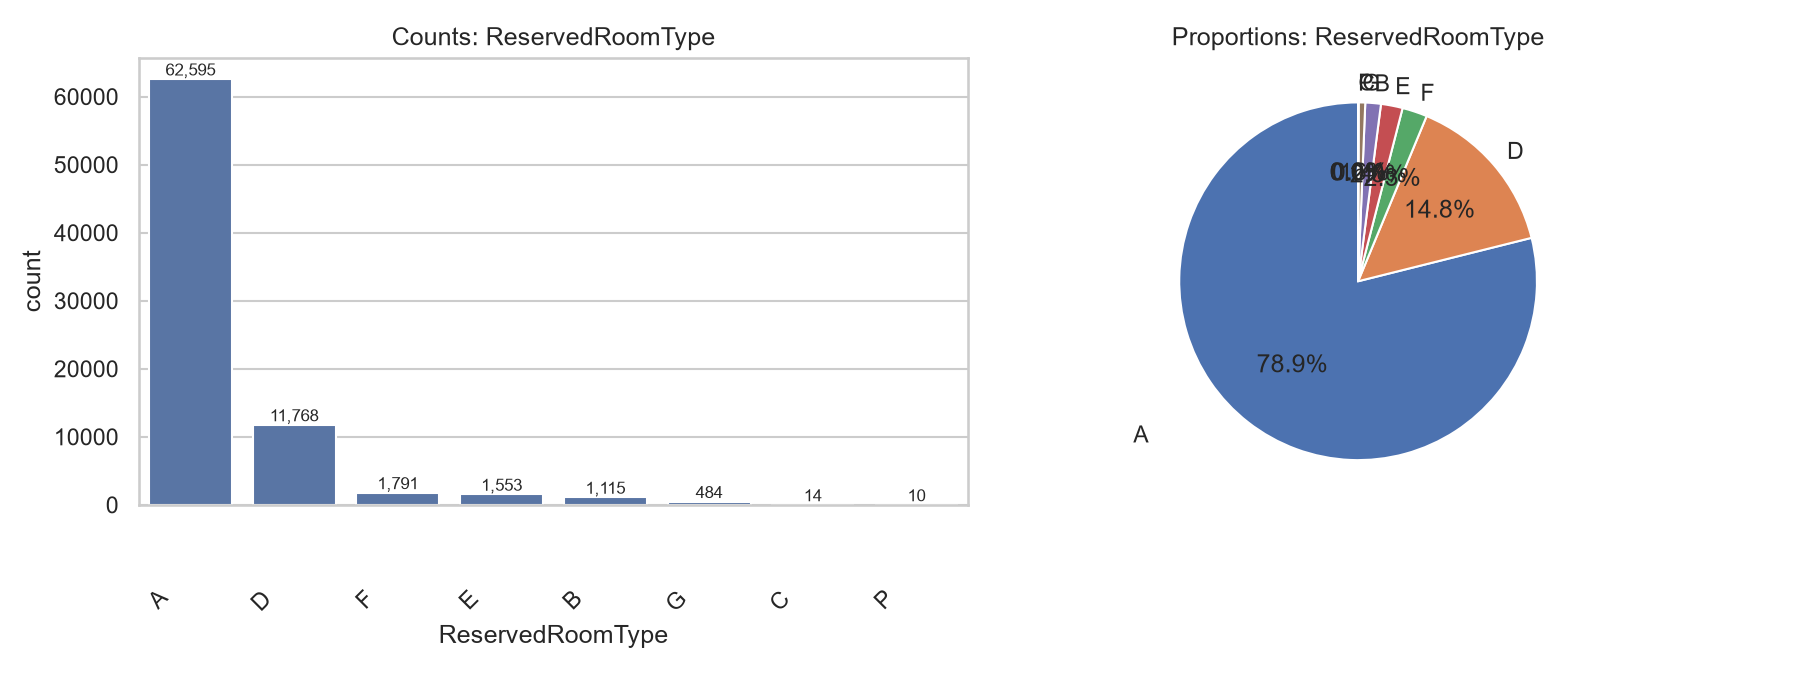 Counts: ReservedRoomType
62,595
60000
50000
40000
30000
20000
11,768
10000
1,791
1,553
1,115
484
14
10
0
count
A
D
F
E
B
G
C
P
ReservedRoomType
Proportions: ReservedRoomType
B
E
F
D
14.8%
78.9%
A